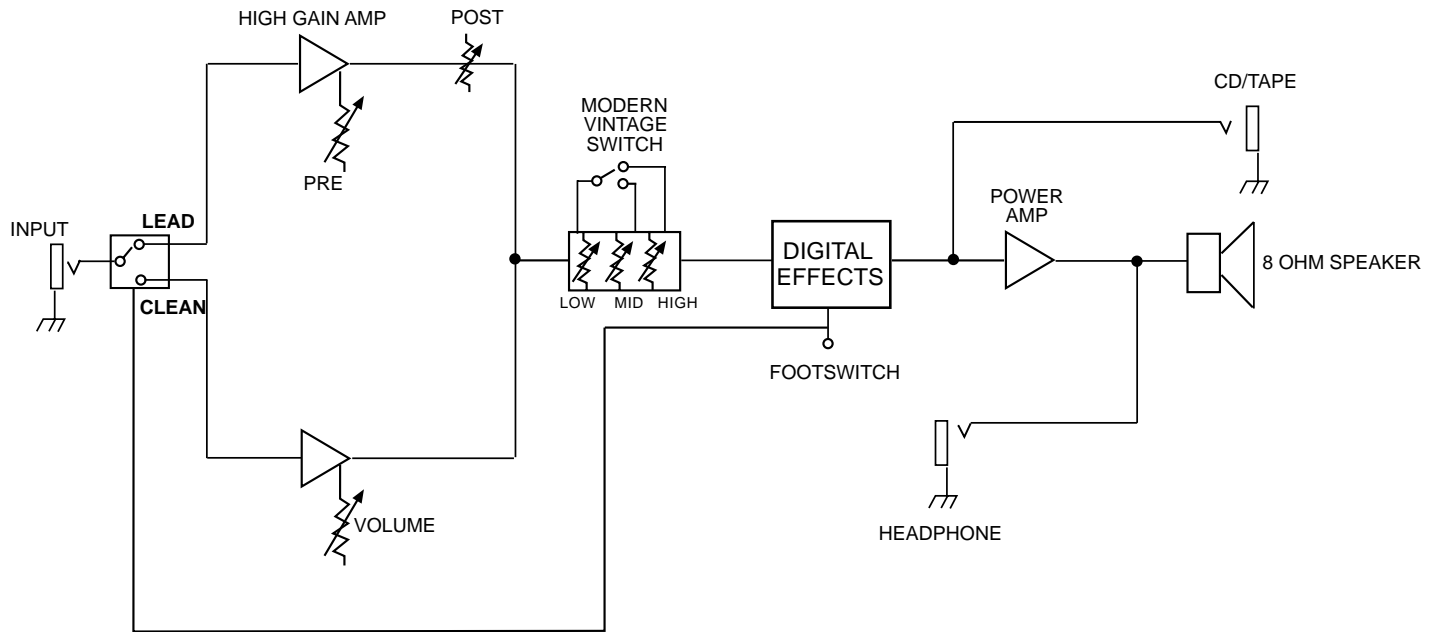 HIGH GAIN AMP
POST
PRE
MODERN
VINTAGE
SWITCH
CD/TAPE
INPUT
LEAD
CLEAN
LOW
MID
HIGH
DIGITAL
EFFECTS
POWER
AMP
8 OHM SPEAKER
FOOTSWITCH
VOLUME
HEADPHONE